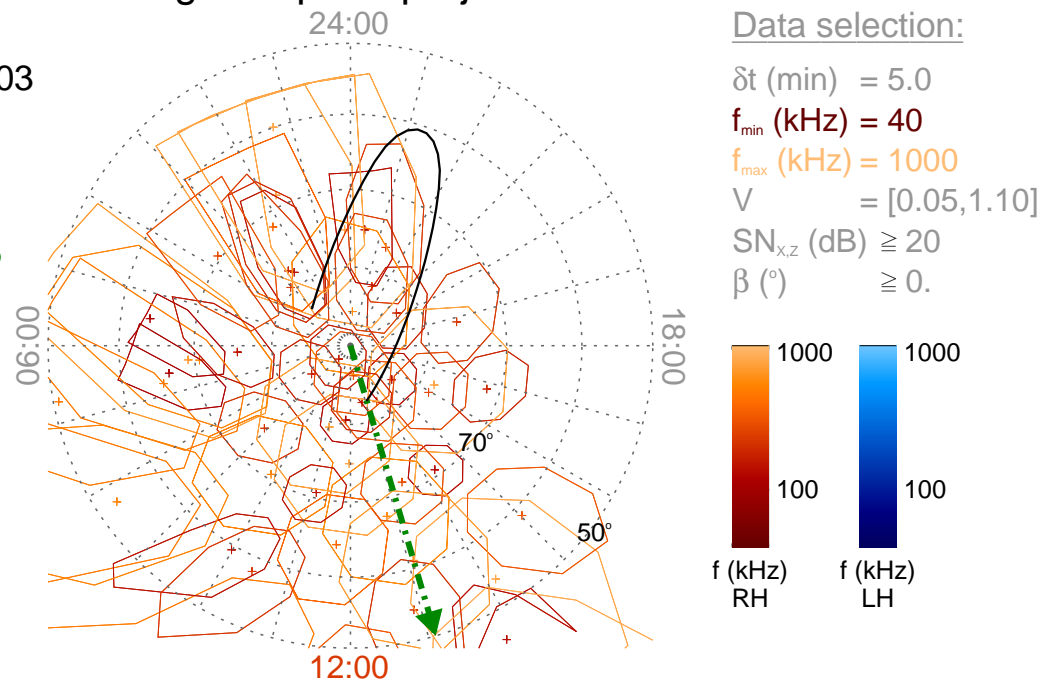 24:00
03
06:00
18:00
70°
50°
12:00
Data selection:
δt (min) = 5.0
fmin (kHz) = 40
fmax (kHz) = 1000
V = [0.05,1.10]
SNx,z (dB) ≧ 20
β (°) ≧ 0.
1000 1000
100 100
f (kHz) f (kHz)
RH LH